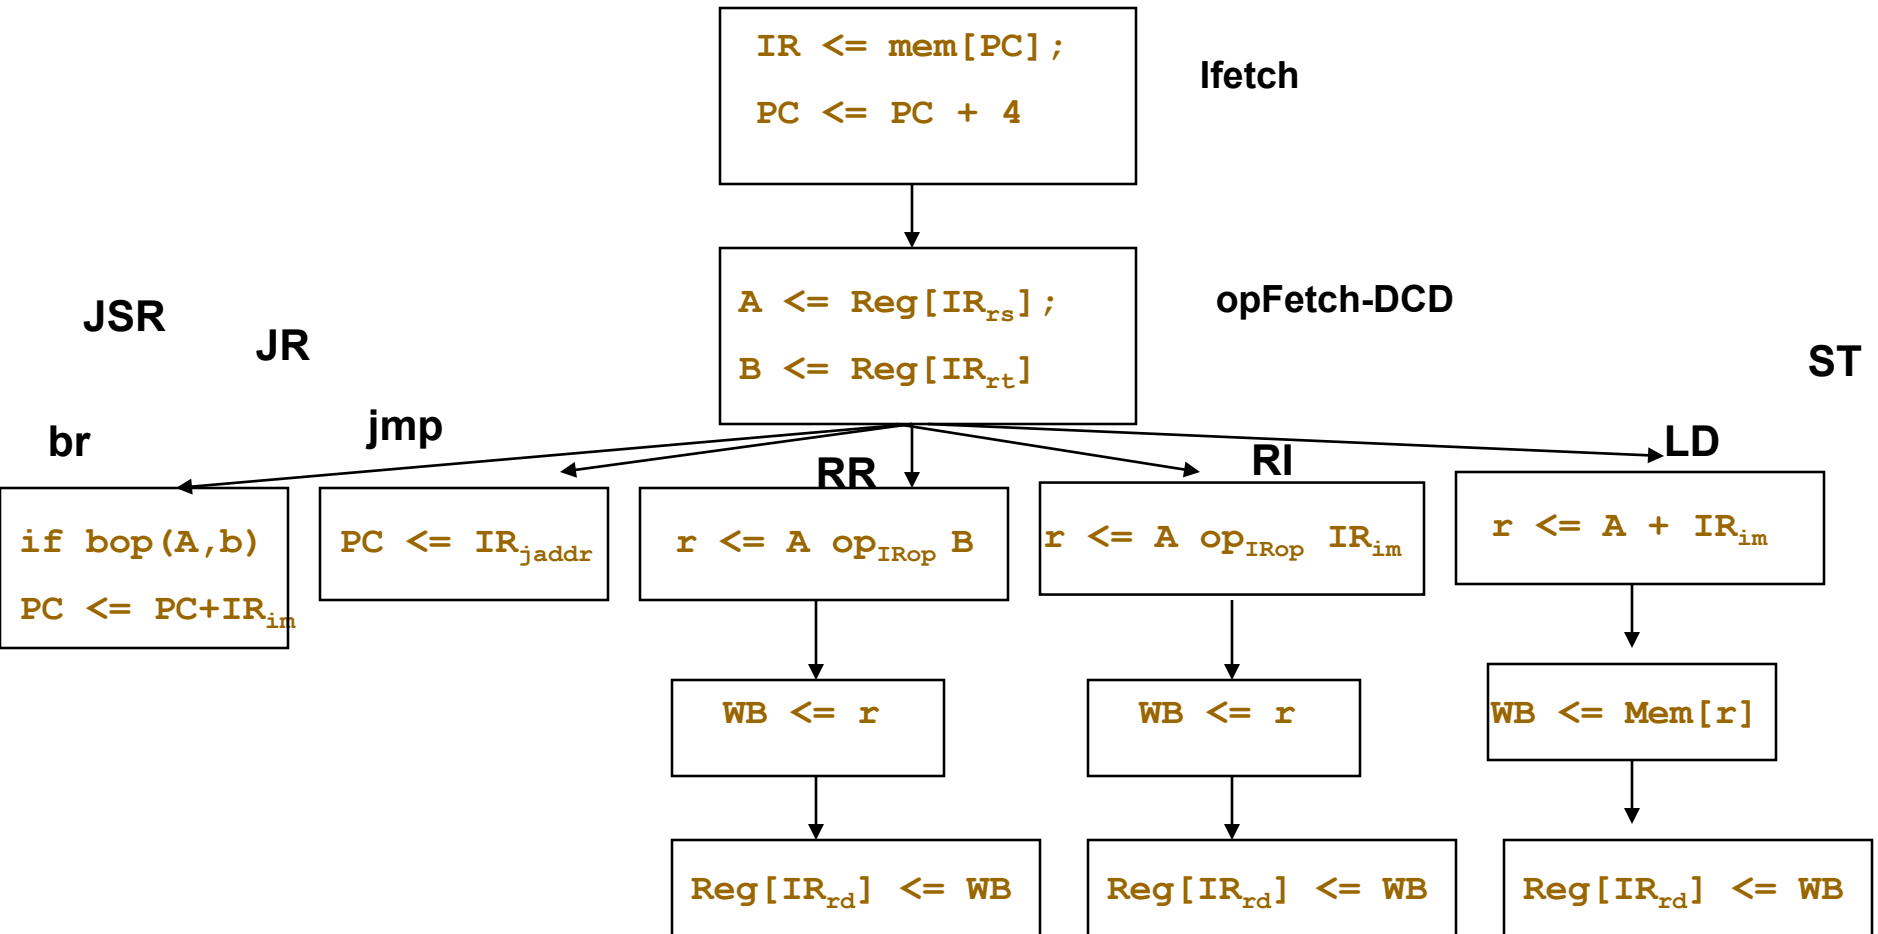 IR <= mem[PC];
PC <= PC + 4
Ifetch
A <= Reg[IRrs];
B <= Reg[IRrt]
opFetch-DCD
JSR
JR
ST
br
jmp
RR
RI
LD
if bop(A,b)
PC <= PC+IRim
PC <= IRjaddr
r <= A opIRop B
r <= A opIRop IRim
r <= A + IRim
WB <= r
WB <= r
WB <= Mem[r]
Reg[IRrd] <= WB
Reg[IRrd] <= WB
Reg[IRrd] <= WB